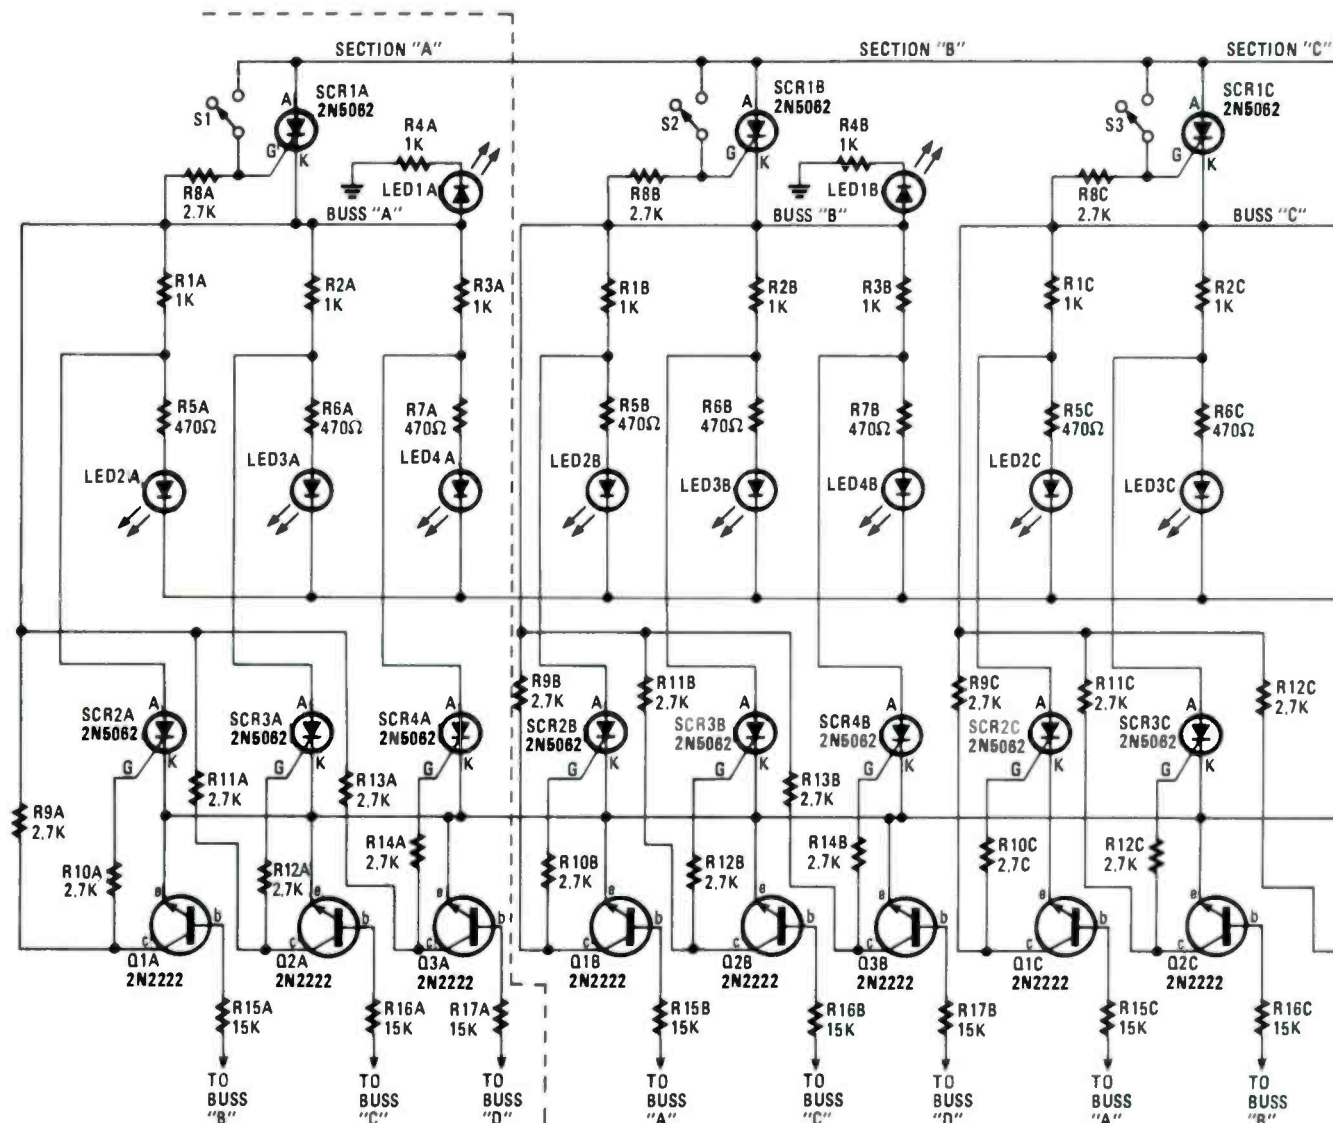 SECTION "A"
SECTION "B"
SECTION "C"
S1
A
SCR1A
2N5062
G
K
R4A
1K
LED1A
R8A
2.7K
BUSS "A"
S2
A
SCR1B
2N5062
G
K
R4B
1K
LED1B
R8B
2.7K
BUSS "B"
S3
A
SCR1C
2N5062
G
K
R8C
2.7K
BUSS "C"
R1A
1K
R2A
1K
R3A
1K
R1B
1K
R2B
1K
R3B
1K
R1C
1K
R2C
1K
R5A
470Ω
R6A
470Ω
R7A
470Ω
R5B
470Ω
R6B
470Ω
R7B
470Ω
R5C
470Ω
R6C
470Ω
LED2A
LED3A
LED4A
LED2B
LED3B
LED4B
LED2C
LED3C
R9B
2.7K
R11B
2.7K
R9C
2.7K
R11C
2.7K
R12C
2.7K
A
SCR2A
2N5062
G
K
A
SCR3A
2N5062
G
K
A
SCR4A
2N5062
G
K
A
SCR2B
2N5062
G
K
A
SCR3B
2N5062
G
K
A
SCR4B
2N5062
G
K
A
SCR2C
2N5062
G
K
A
SCR3C
2N5062
G
K
R9A
2.7K
R11A
2.7K
R13A
2.7K
R13B
2.7K
R10A
2.7K
R12A
2.7K
R14A
2.7K
R10B
2.7K
R12B
2.7K
R14B
2.7K
R10C
2.7C
R12C
2.7K
e
b
c
Q1A
2N2222
e
b
c
Q2A
2N2222
e
b
c
Q3A
2N2222
e
b
c
Q1B
2N2222
e
b
c
Q2B
2N2222
e
b
c
Q3B
2N2222
e
b
c
Q1C
2N2222
e
b
c
Q2C
2N2222
R15A
15K
R16A
15K
R17A
15K
R15B
15K
R16B
15K
R17B
15K
R15C
15K
R16C
15K
TO
BUSS
"B"
TO
BUSS
"C"
TO
BUSS
"D"
TO
BUSS
"A"
TO
BUSS
"C"
TO
BUSS
"D"
TO
BUSS
"A"
TO
BUSS
"B"